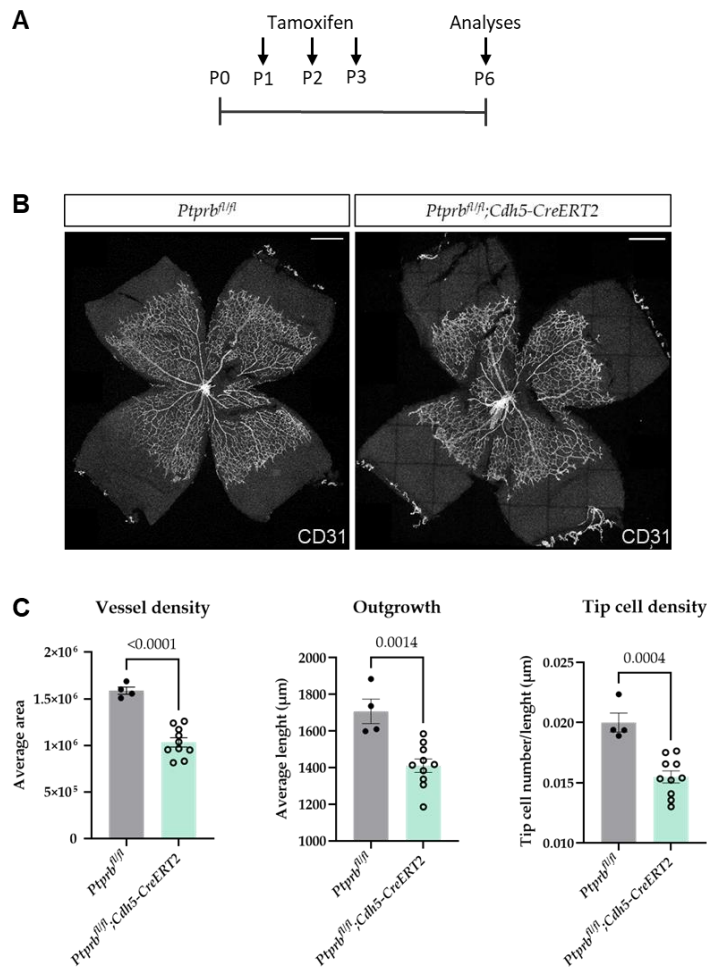 A
Tamoxifen
Analyses
P0
P1
P2
P3
P6
B
Ptprbfl/fl
Ptprbfl/fl;Cdh5-CreERT2
CD31
CD31
C
Vessel density
<0.0001
2×10⁶
1.5×10⁶
1×10⁶
5×10⁵
0
Average area
Ptprbfl/fl
Ptprbfl/fl;Cdh5-CreERT2
Outgrowth
0.0014
2000
1800
1600
1400
1200
1000
Average lenght (µm)
Ptprbfl/fl
Ptprbfl/fl;Cdh5-CreERT2
Tip cell density
0.0004
0.025
0.020
0.015
0.010
Tip cell number/lenght (µm)
Ptprbfl/fl
Ptprbfl/fl;Cdh5-CreERT2